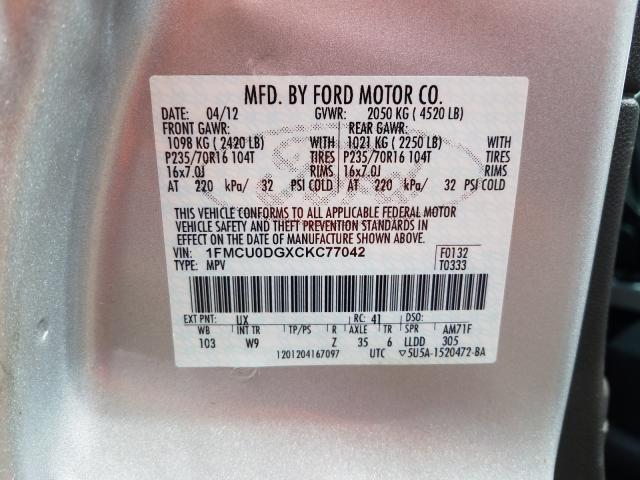 MFD. BY FORD MOTOR CO.
DATE: 04/12 GVWR: 2050 KG ( 4520 LB)
FRONT GAWR: REAR GAWR:
1098 KG ( 2420 LB) WITH 1021 KG ( 2250 LB) WITH
P235/70R16 104T TIRES P235/70R16 104T TIRES
16x7.0J RIMS 16x7.0J RIMS
AT 220 kPa/ 32 PSI COLD AT 220 kPa/ 32 PSI COLD
THIS VEHICLE CONFORMS TO ALL APPLICABLE FEDERAL MOTOR
VEHICLE SAFETY AND THEFT PREVENTION STANDARDS IN
EFFECT ON THE DATE OF MANUFACTURE SHOWN ABOVE.
VIN: 1FMCU0DGXCKC77042 F0132
TYPE: MPV T0333
EXT PNT: UX RC: 41 DSO:
WB INT TR TP/PS R AXLE TR SPR AM71F
103 W9 Z 35 6 LLDD 305
1201204167097 UTC ▽5U5A-1520472-BA